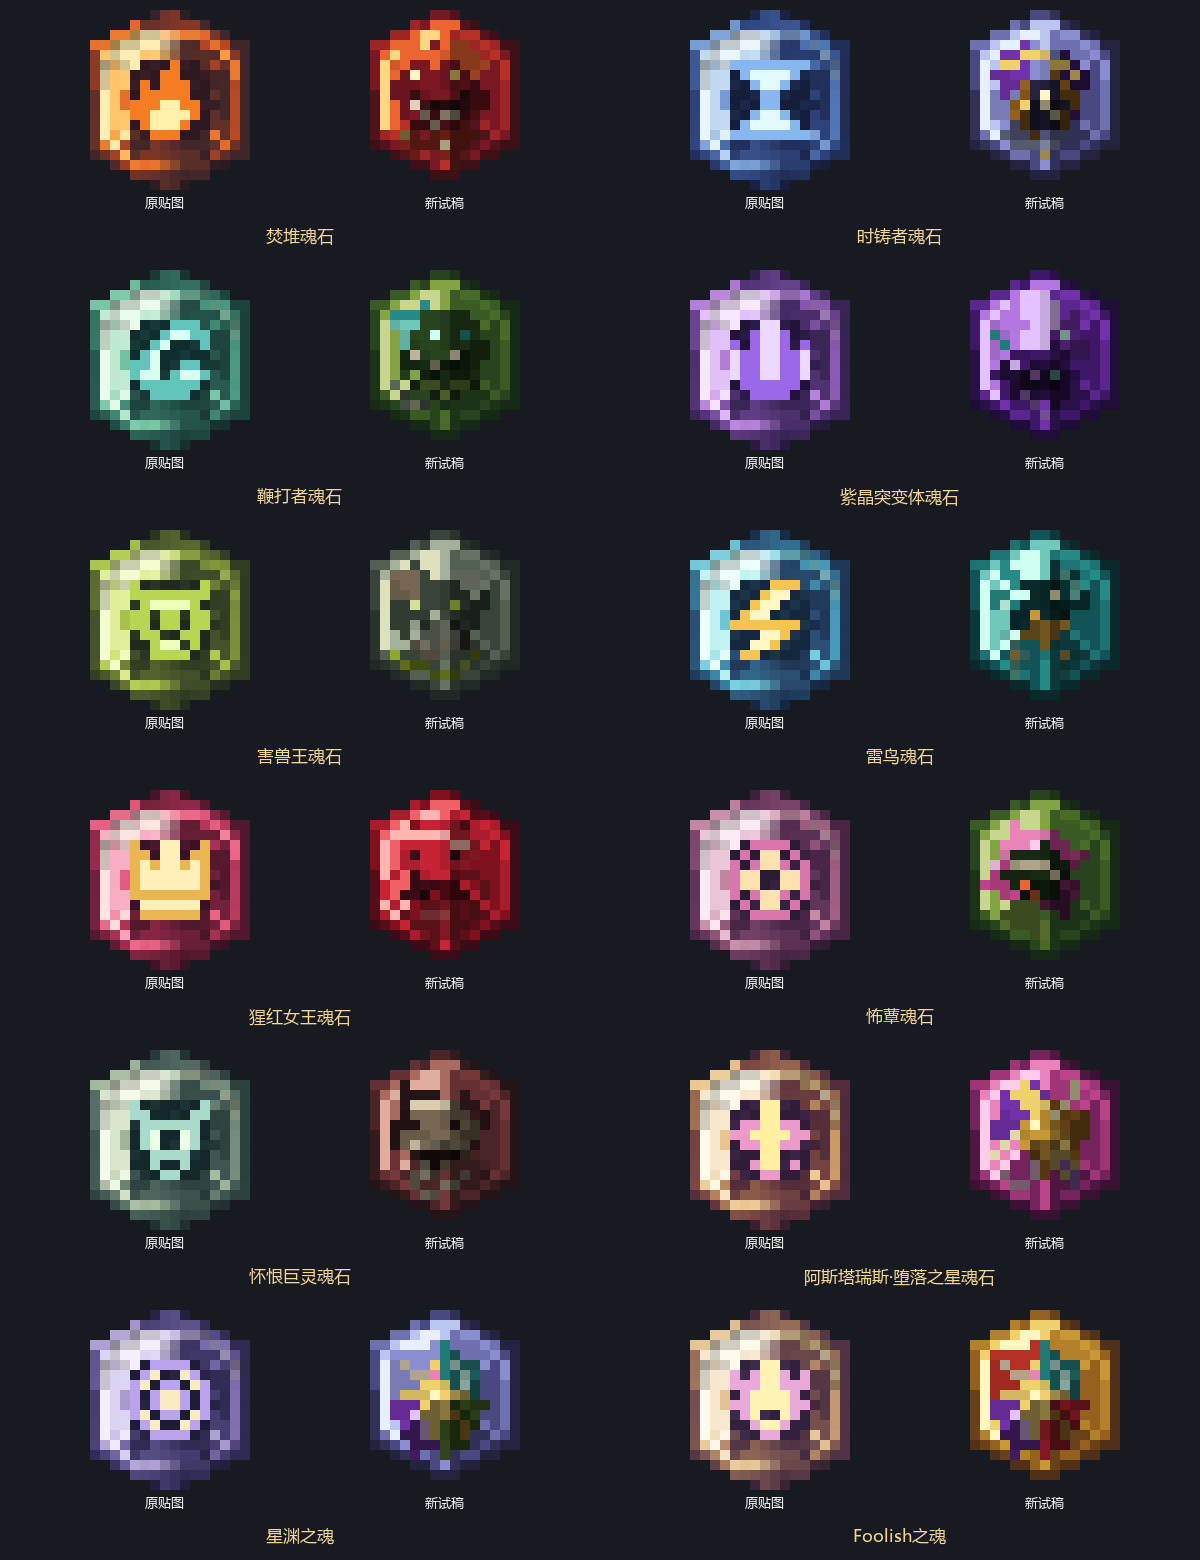 原贴图 新试稿 原贴图 新试稿
焚堆魂石 时铸者魂石
原贴图 新试稿 原贴图 新试稿
鞭打者魂石 紫晶突变体魂石
原贴图 新试稿 原贴图 新试稿
害兽王魂石 雷鸟魂石
原贴图 新试稿 原贴图 新试稿
猩红女王魂石 怖蕈魂石
原贴图 新试稿 原贴图 新试稿
怀恨巨灵魂石 阿斯塔瑞斯·堕落之星魂石
原贴图 新试稿 原贴图 新试稿
星渊之魂 Foolish之魂